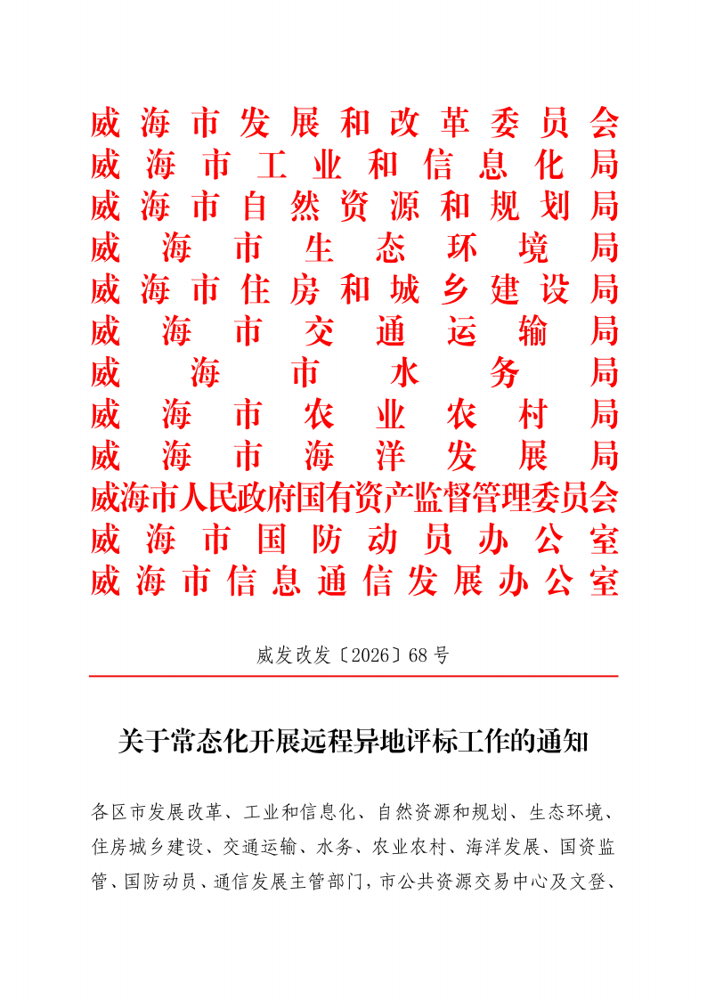 威海市发展和改革委员会
威海市工业和信息化局
威海市自然资源和规划局
威海市生态环境局
威海市住房和城乡建设局
威海市交通运输局
威海市水务局
威海市农业农村局
威海市海洋发展局
威海市人民政府国有资产监督管理委员会
威海市国防动员办公室
威海市信息通信发展办公室
威发改发〔2026〕68号
关于常态化开展远程异地评标工作的通知
各区市发展改革、工业和信息化、自然资源和规划、生态环境、
住房城乡建设、交通运输、水务、农业农村、海洋发展、国资监
管、国防动员、通信发展主管部门,市公共资源交易中心及文登、